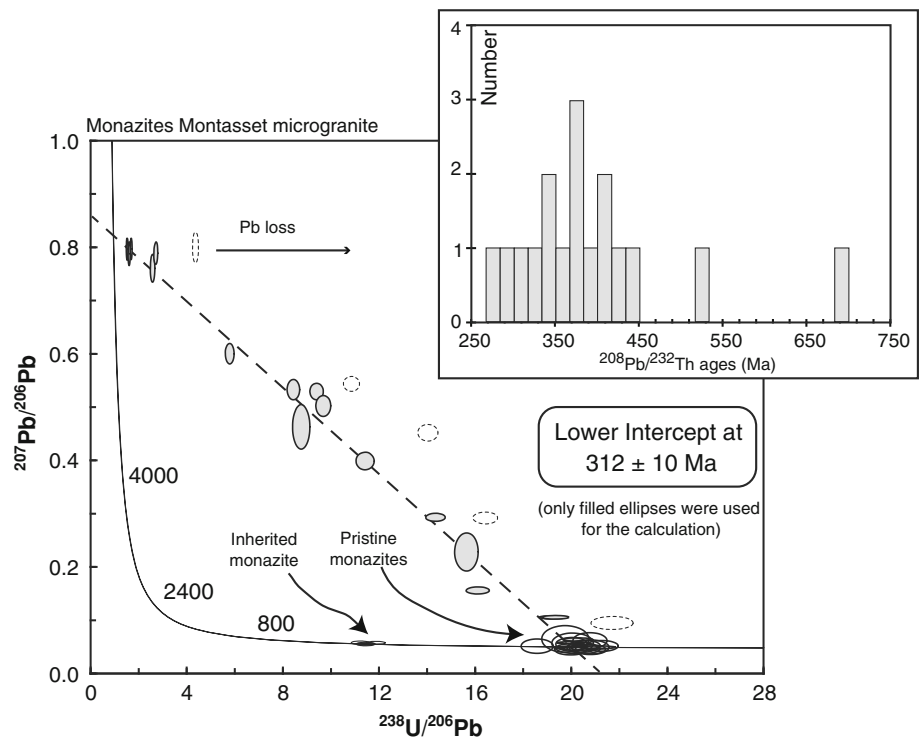 Monazites Montasset microgranite
1.0
0.8
0.6
0.4
0.2
0.0
207Pb/206Pb
0
4
8
12
16
20
24
28
238U/206Pb
Pb loss
4000
2400
800
Inherited
monazite
Pristine
monazites
Lower Intercept at
312 ± 10 Ma
(only filled ellipses were used
for the calculation)
4
3
2
1
0
Number
250
350
450
550
650
750
208Pb/232Th ages (Ma)